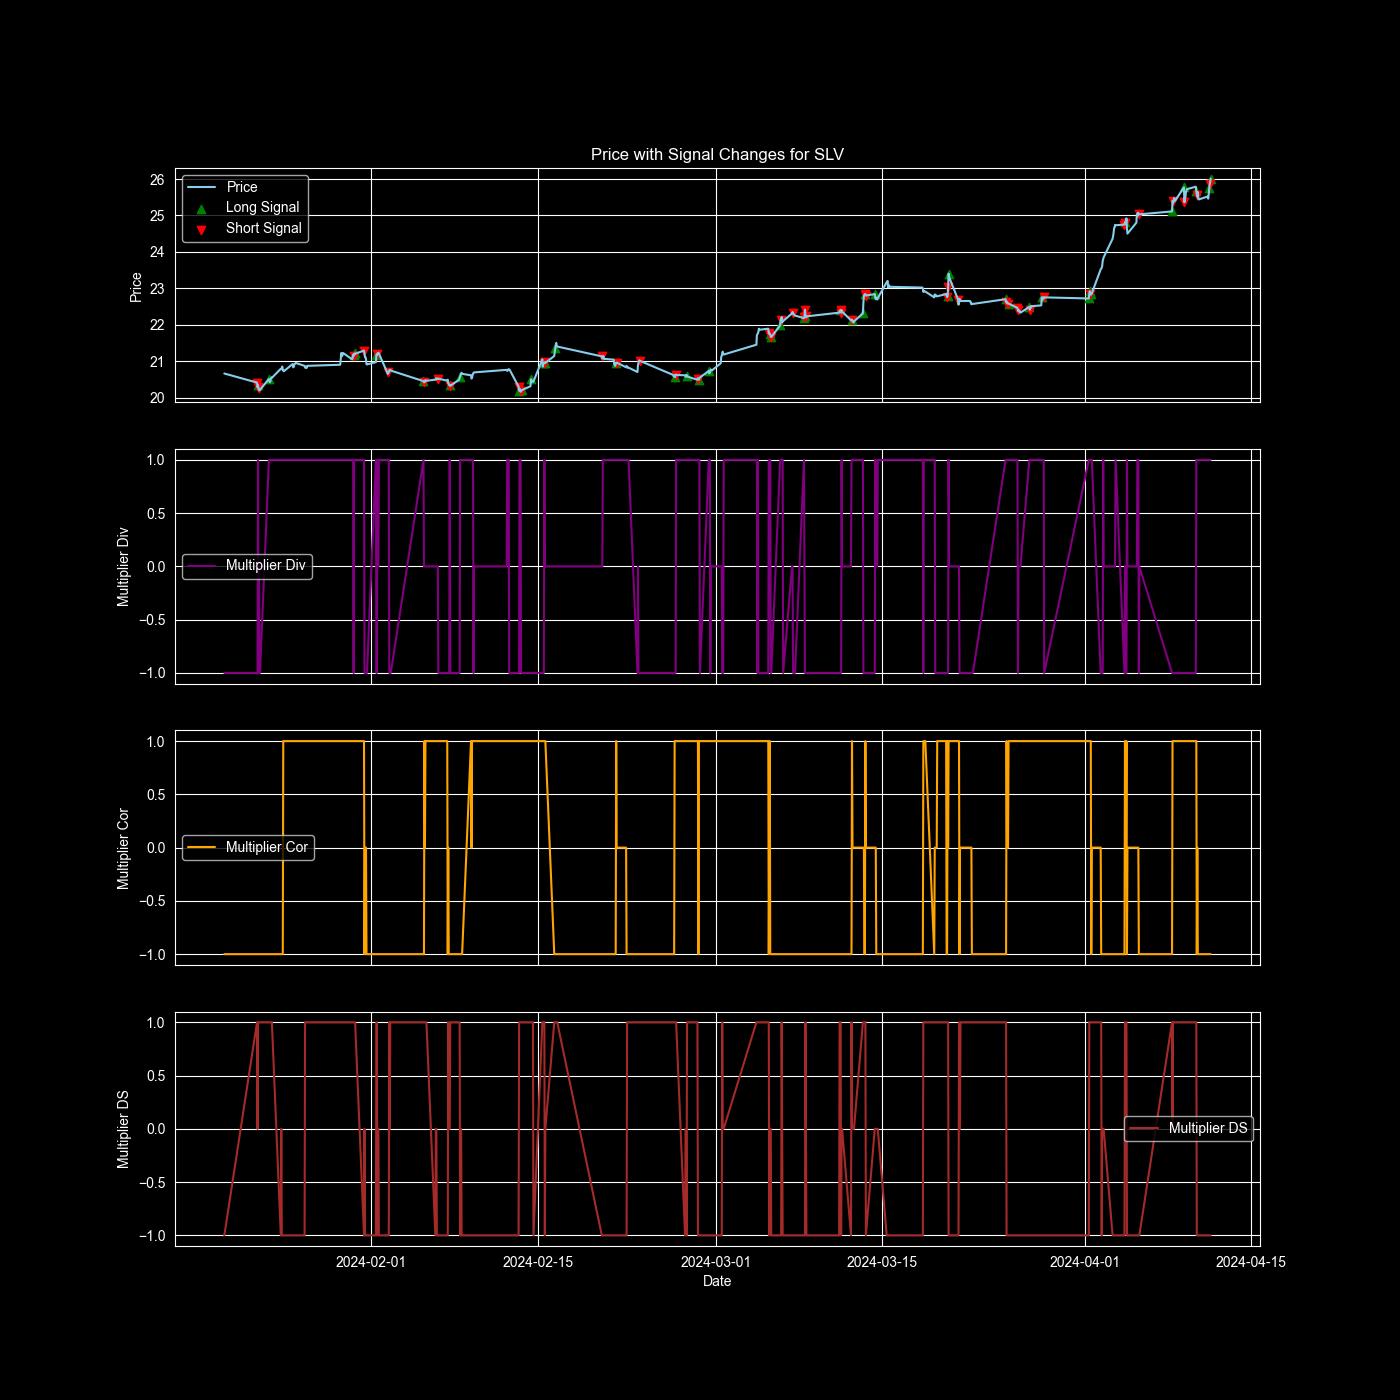 Price with Signal Changes for SLV
26
25
24
23
22
21
20
Price
Price
Long Signal
Short Signal
1.0
0.5
0.0
−0.5
−1.0
Multiplier Div
Multiplier Div
1.0
0.5
0.0
−0.5
−1.0
Multiplier Cor
Multiplier Cor
1.0
0.5
0.0
−0.5
−1.0
Multiplier DS
Multiplier DS
2024-02-01 2024-02-15 2024-03-01 2024-03-15 2024-04-01 2024-04-15
Date